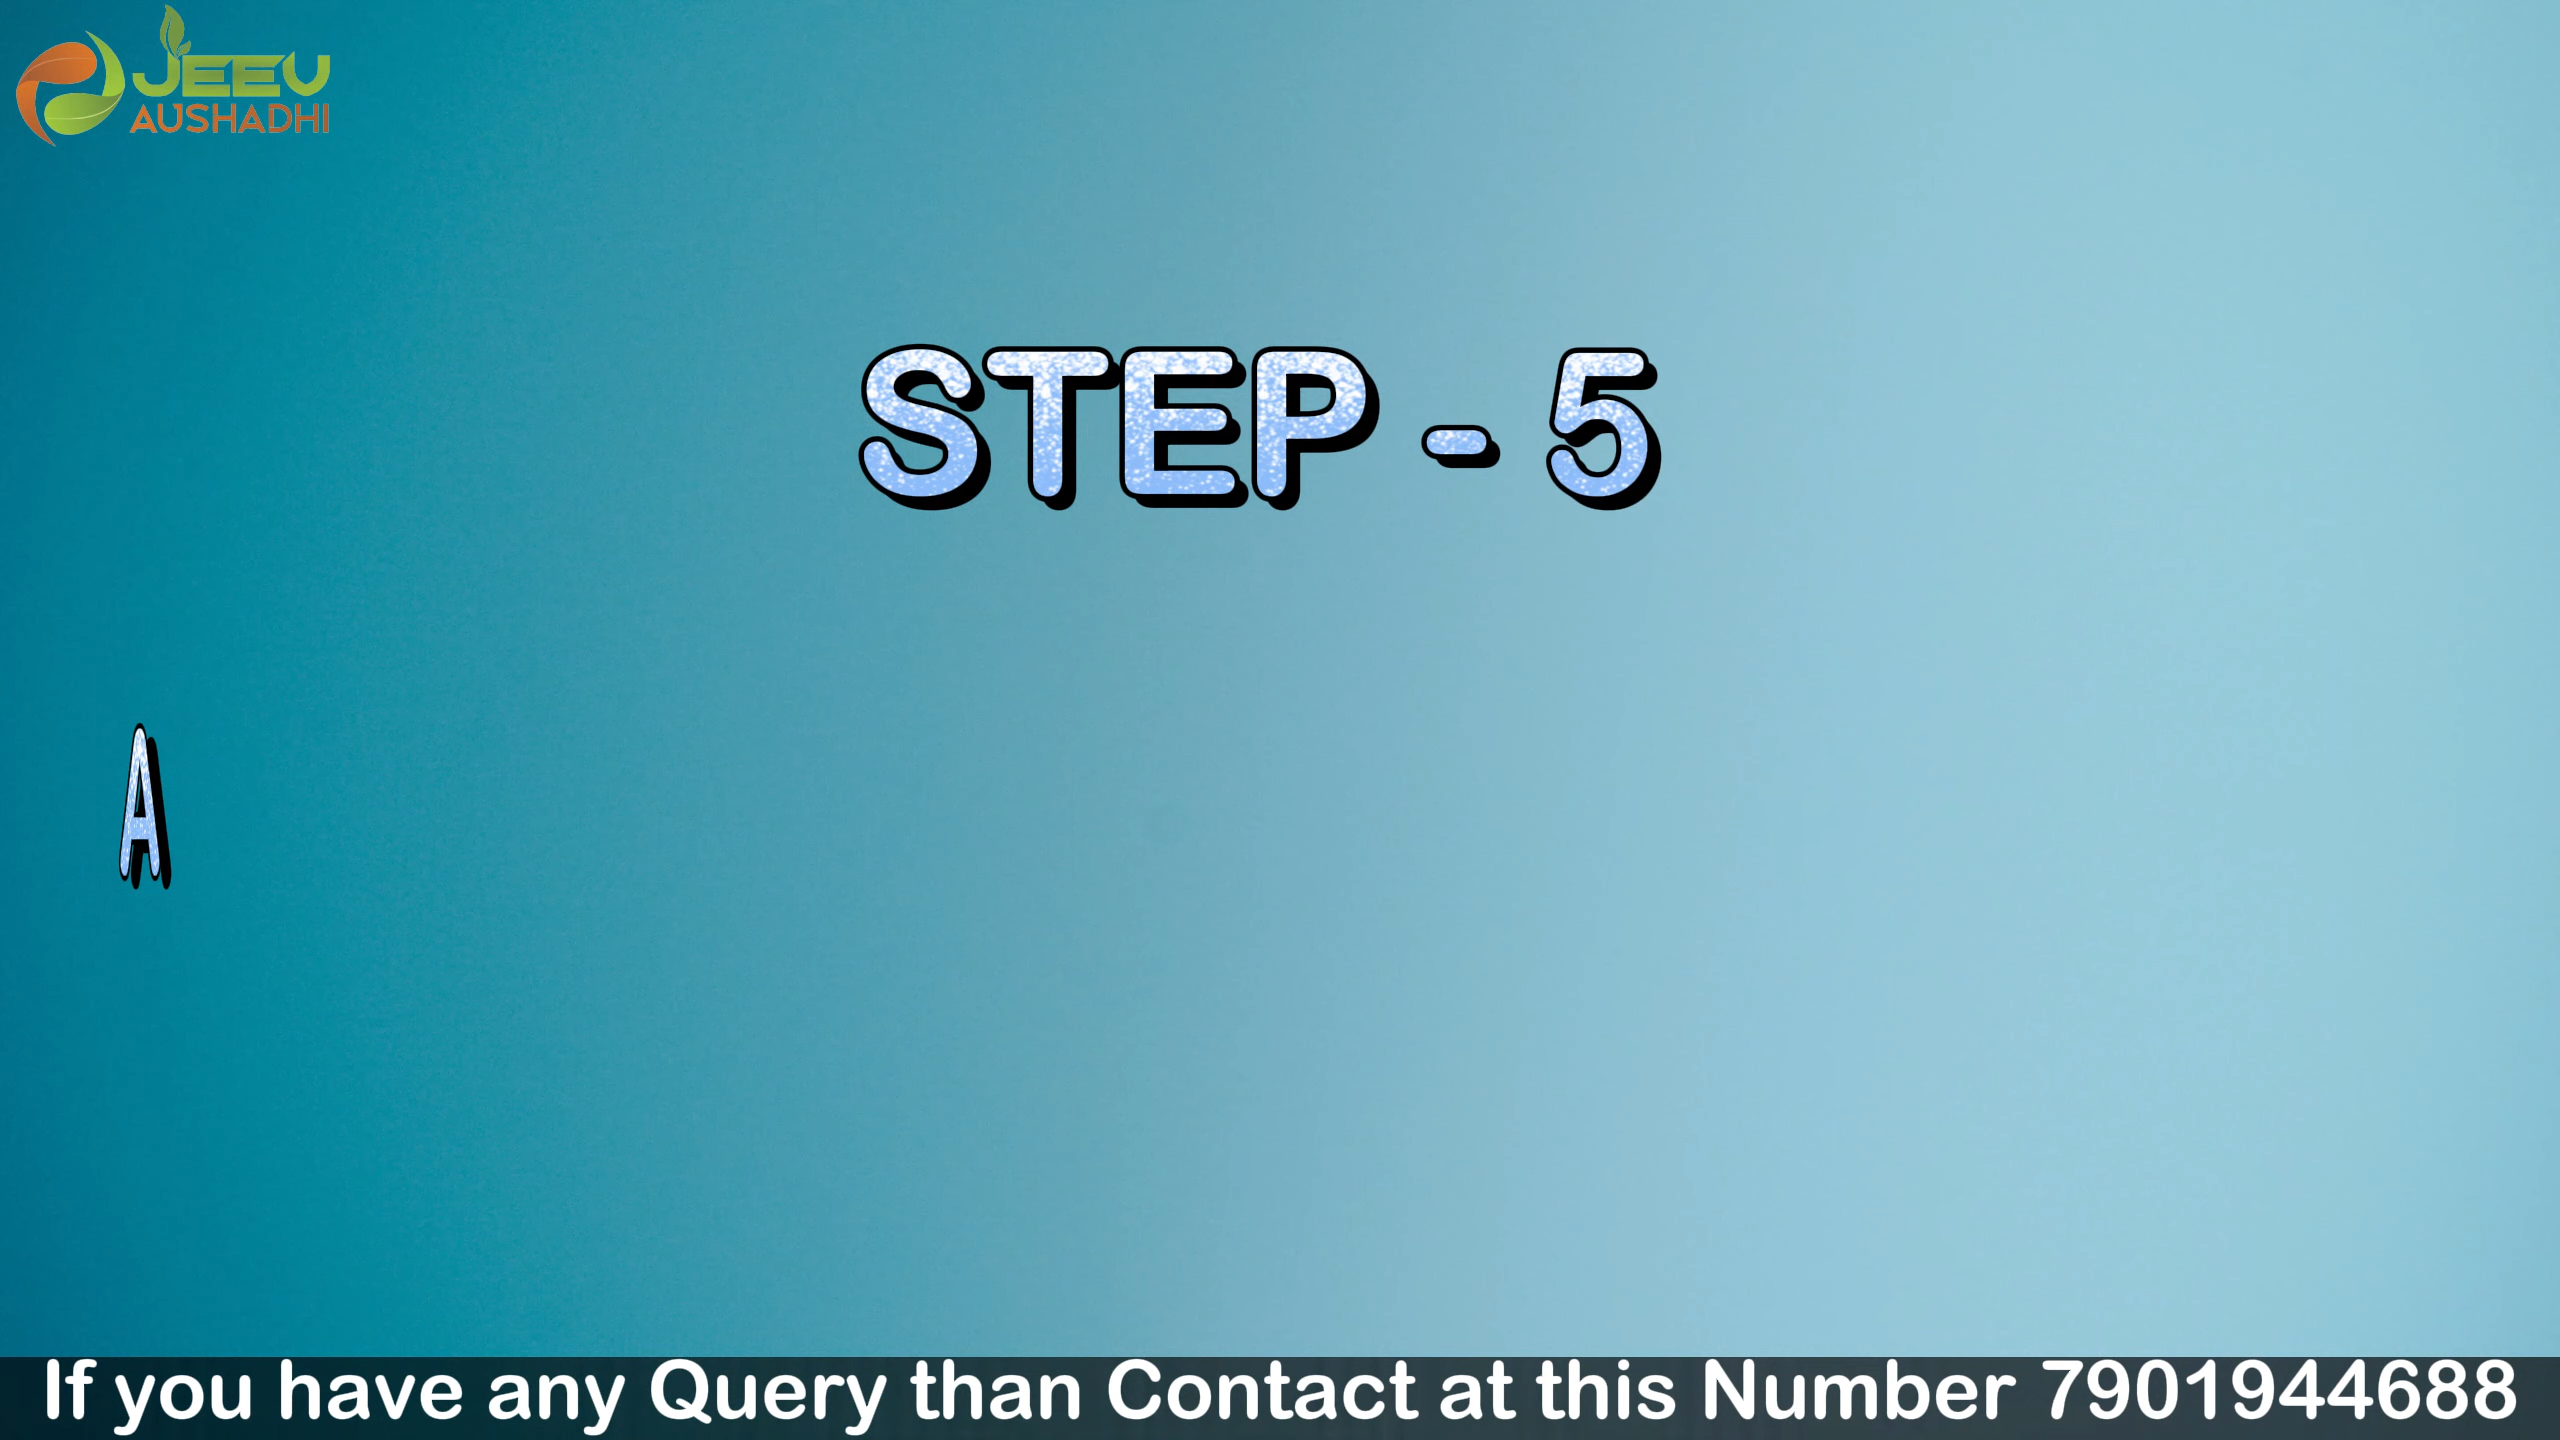 JEEV
AUSHADHI
STEP - 5
A
If you have any Query than Contact at this Number 7901944688